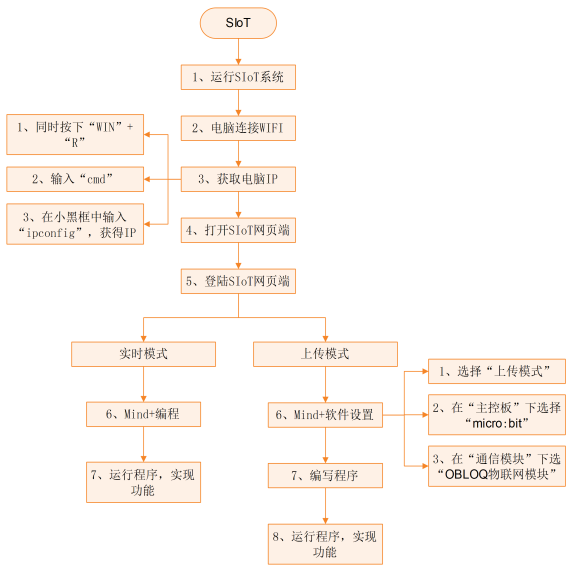 SIoT
1、运行SIoT系统
2、电脑连接WIFI
3、获取电脑IP
1、同时按下“WIN”+
“R”
2、输入“cmd”
3、在小黑框中输入
“ipconfig”,获得IP
4、打开SIoT网页端
5、登陆SIoT网页端
实时模式
6、Mind+编程
7、运行程序，实现
功能
上传模式
6、Mind+软件设置
1、选择“上传模式”
2、在“主控板”下选择
“micro:bit”
3、在“通信模块”下选
“OBLOQ物联网模块”
7、编写程序
8、运行程序，实现
功能